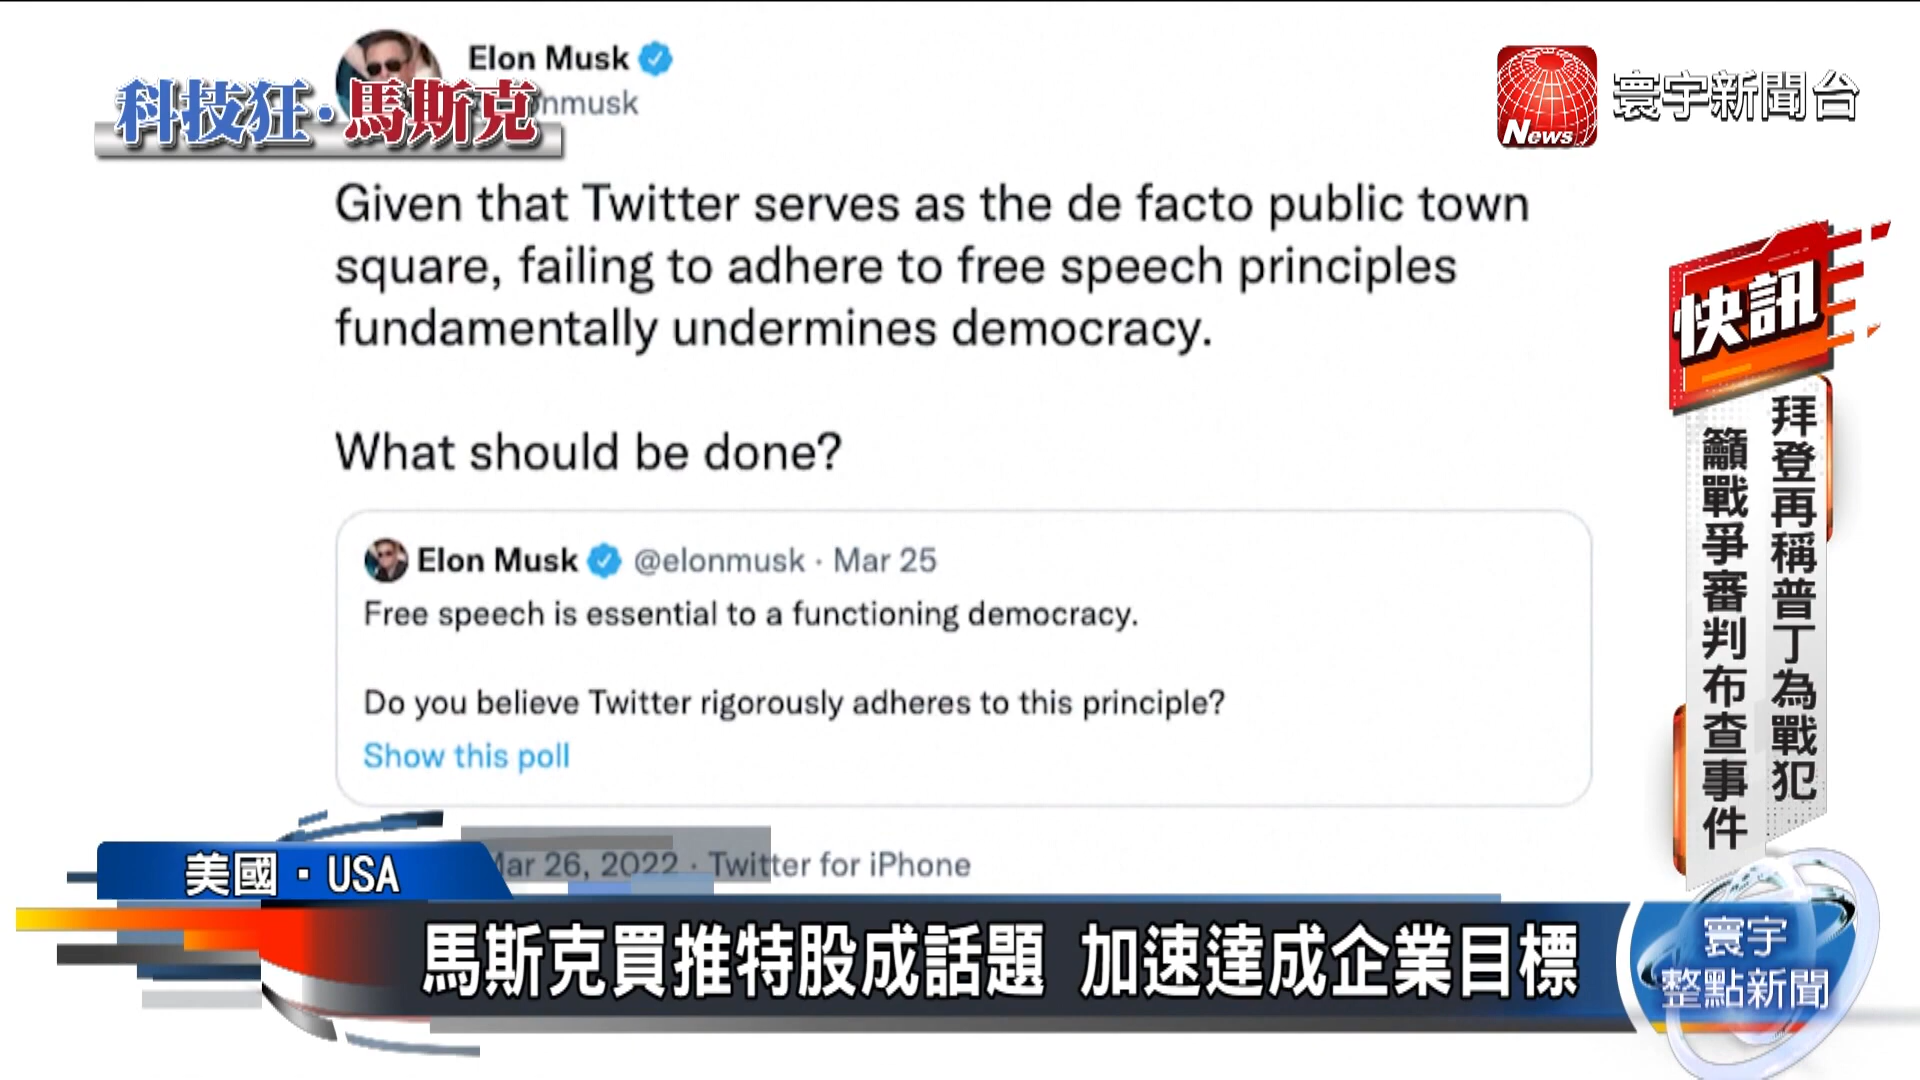 Elon Musk
科技狂·馬斯克
onmusk
News
寰宇新聞台
Given that Twitter serves as the de facto public town
square, failing to adhere to free speech principles
fundamentally undermines democracy.
What should be done?
Elon Musk @elonmusk · Mar 25
Free speech is essential to a functioning democracy.
Do you believe Twitter rigorously adheres to this principle?
Show this poll
快訊
拜登再稱普丁為戰犯
籲戰爭審判布查事件
美國·USA
Mar 26, 2022 · Twitter for iPhone
馬斯克買推特股成話題 加速達成企業目標
寰宇
整點新聞